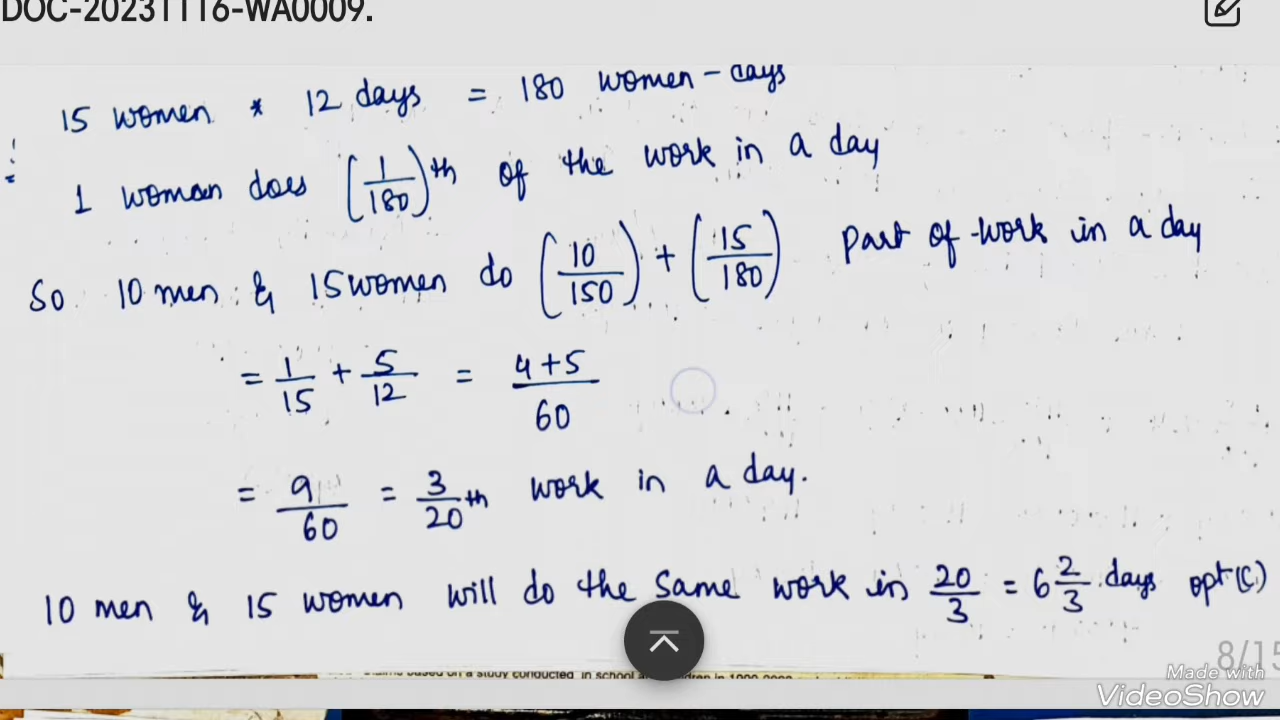 DOC-20231116-WA0009.
15 women * 12 days = 180 women-days
1 woman does (1/180)th of the work in a day
So 10 men & 15 women do (10/150) + (15/180) part of work in a day
= 1/15 + 5/12 = 4+5/60
= 9/60 = 3/20 th work in a day.
10 men & 15 women will do the same work in 20/3 = 6 2/3 days opt(C)
8/15
Made with
VideoShow